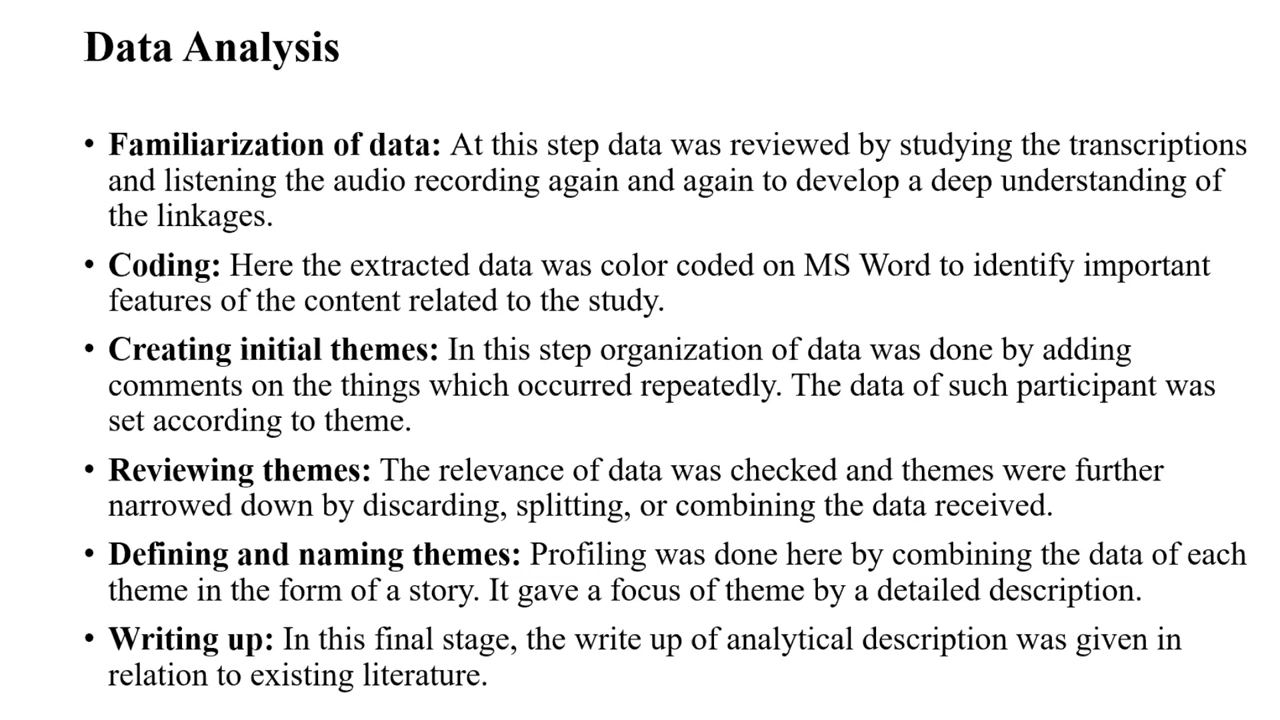 Data Analysis
• Familiarization of data: At this step data was reviewed by studying the transcriptions
and listening the audio recording again and again to develop a deep understanding of
the linkages.
• Coding: Here the extracted data was color coded on MS Word to identify important
features of the content related to the study.
• Creating initial themes: In this step organization of data was done by adding
comments on the things which occurred repeatedly. The data of such participant was
set according to theme.
• Reviewing themes: The relevance of data was checked and themes were further
narrowed down by discarding, splitting, or combining the data received.
• Defining and naming themes: Profiling was done here by combining the data of each
theme in the form of a story. It gave a focus of theme by a detailed description.
• Writing up: In this final stage, the write up of analytical description was given in
relation to existing literature.